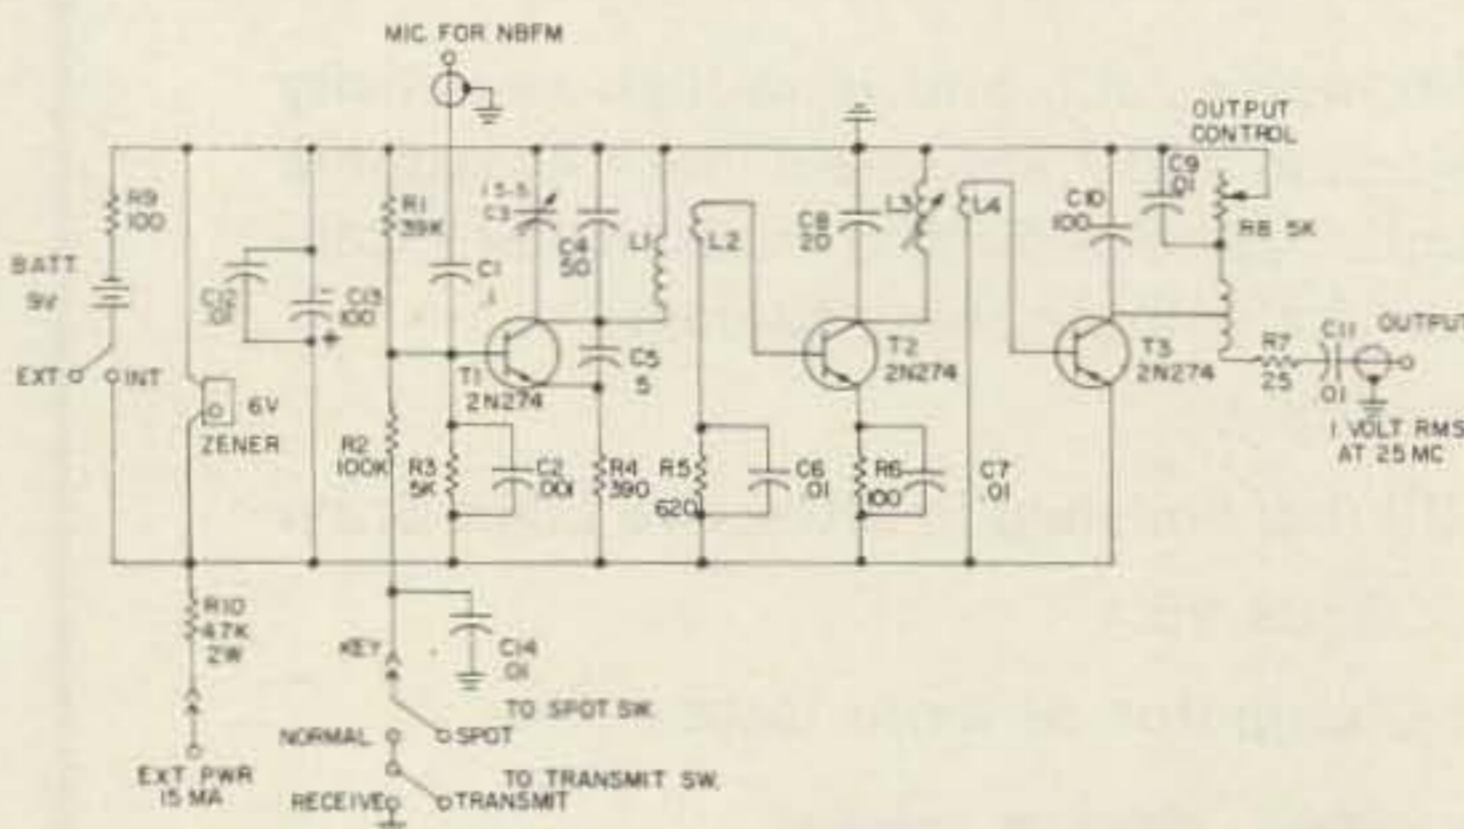 MIC FOR NBFM
OUTPUT
CONTROL
R9
100
BATT.
9V
EXT
INT
C12
.02
C13
100
6V
ZENER
R1
39K
C1
.1
1.5-5
C3
C4
50
L1
L2
C8
20
L3
L4
C10
100
C9
.01
R8 5K
T1
2N274
C5
5
T2
2N274
T3
2N274
R7
25
C11
.01
OUTPUT
1 VOLT RMS
AT 25 MC
R2
100K
R3
5K
C2
.001
R4
390
R5
620
C6
.01
R6
100
C7
.01
R10
4.7K
2W
KEY
C14
.01
TO SPOT SW.
NORMAL
SPOT
EXT PWR
15 MA
TO TRANSMIT SW.
RECEIVE
TRANSMIT